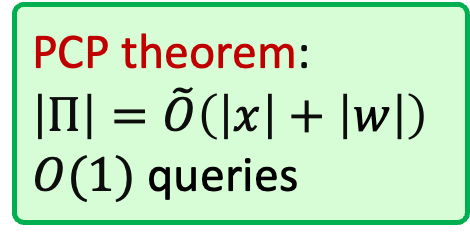 PCP theorem:
|Π| = Õ(|x| + |w|)
O(1) queries